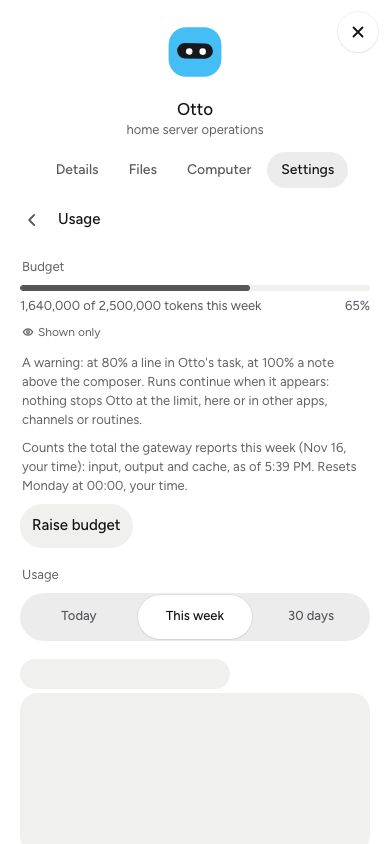 Otto
home server operations
Details Files Computer Settings
Usage
Budget
1,640,000 of 2,500,000 tokens this week 65%
Shown only
A warning: at 80% a line in Otto's task, at 100% a note
above the composer. Runs continue when it appears:
nothing stops Otto at the limit, here or in other apps,
channels or routines.
Counts the total the gateway reports this week (Nov 16,
your time): input, output and cache, as of 5:39 PM. Resets
Monday at 00:00, your time.
Raise budget
Usage
Today This week 30 days